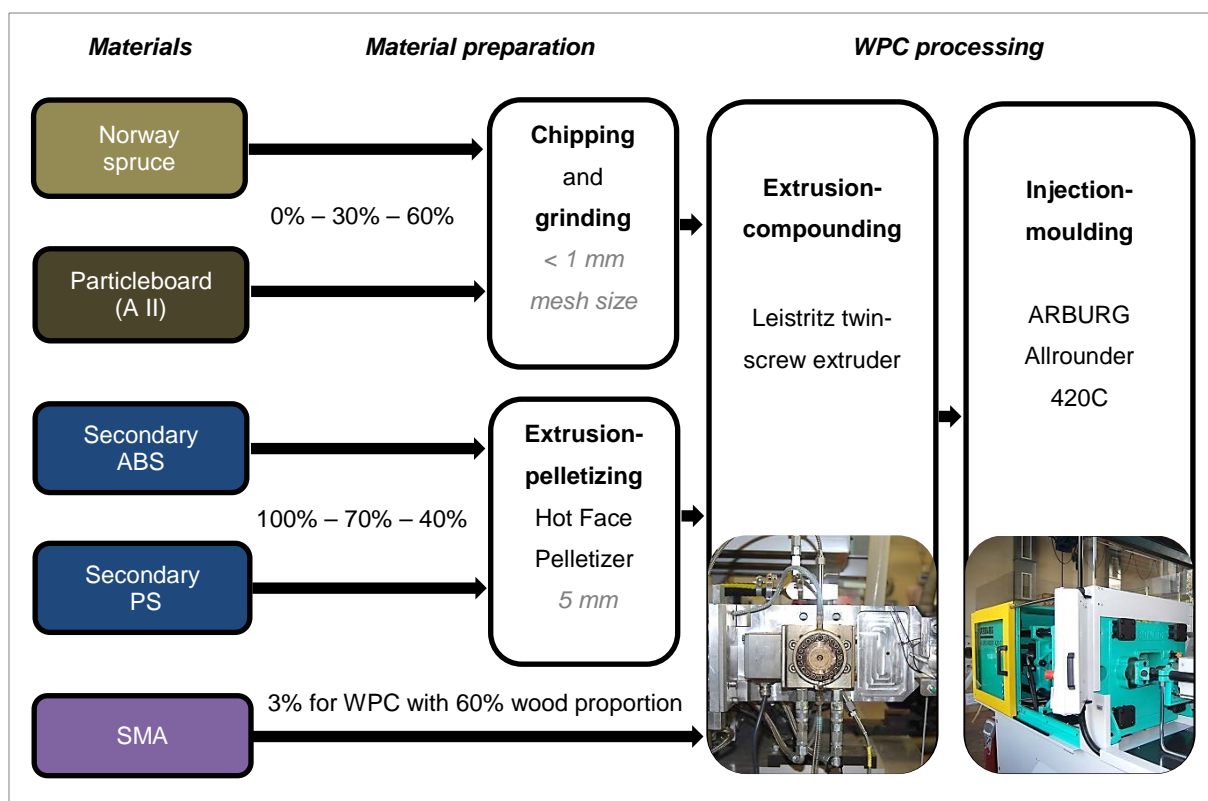 Materials
Material preparation
WPC processing
Norway
spruce
0% – 30% – 60%
Particleboard
(A II)
Chipping
and
grinding
< 1 mm
mesh size
Secondary
ABS
100% – 70% – 40%
Secondary
PS
Extrusion-
pelletizing
Hot Face
Pelletizer
5 mm
SMA
3% for WPC with 60% wood proportion
Extrusion-
compounding
Leistritz twin-
screw extruder
Injection-
moulding
ARBURG
Allrounder
420C